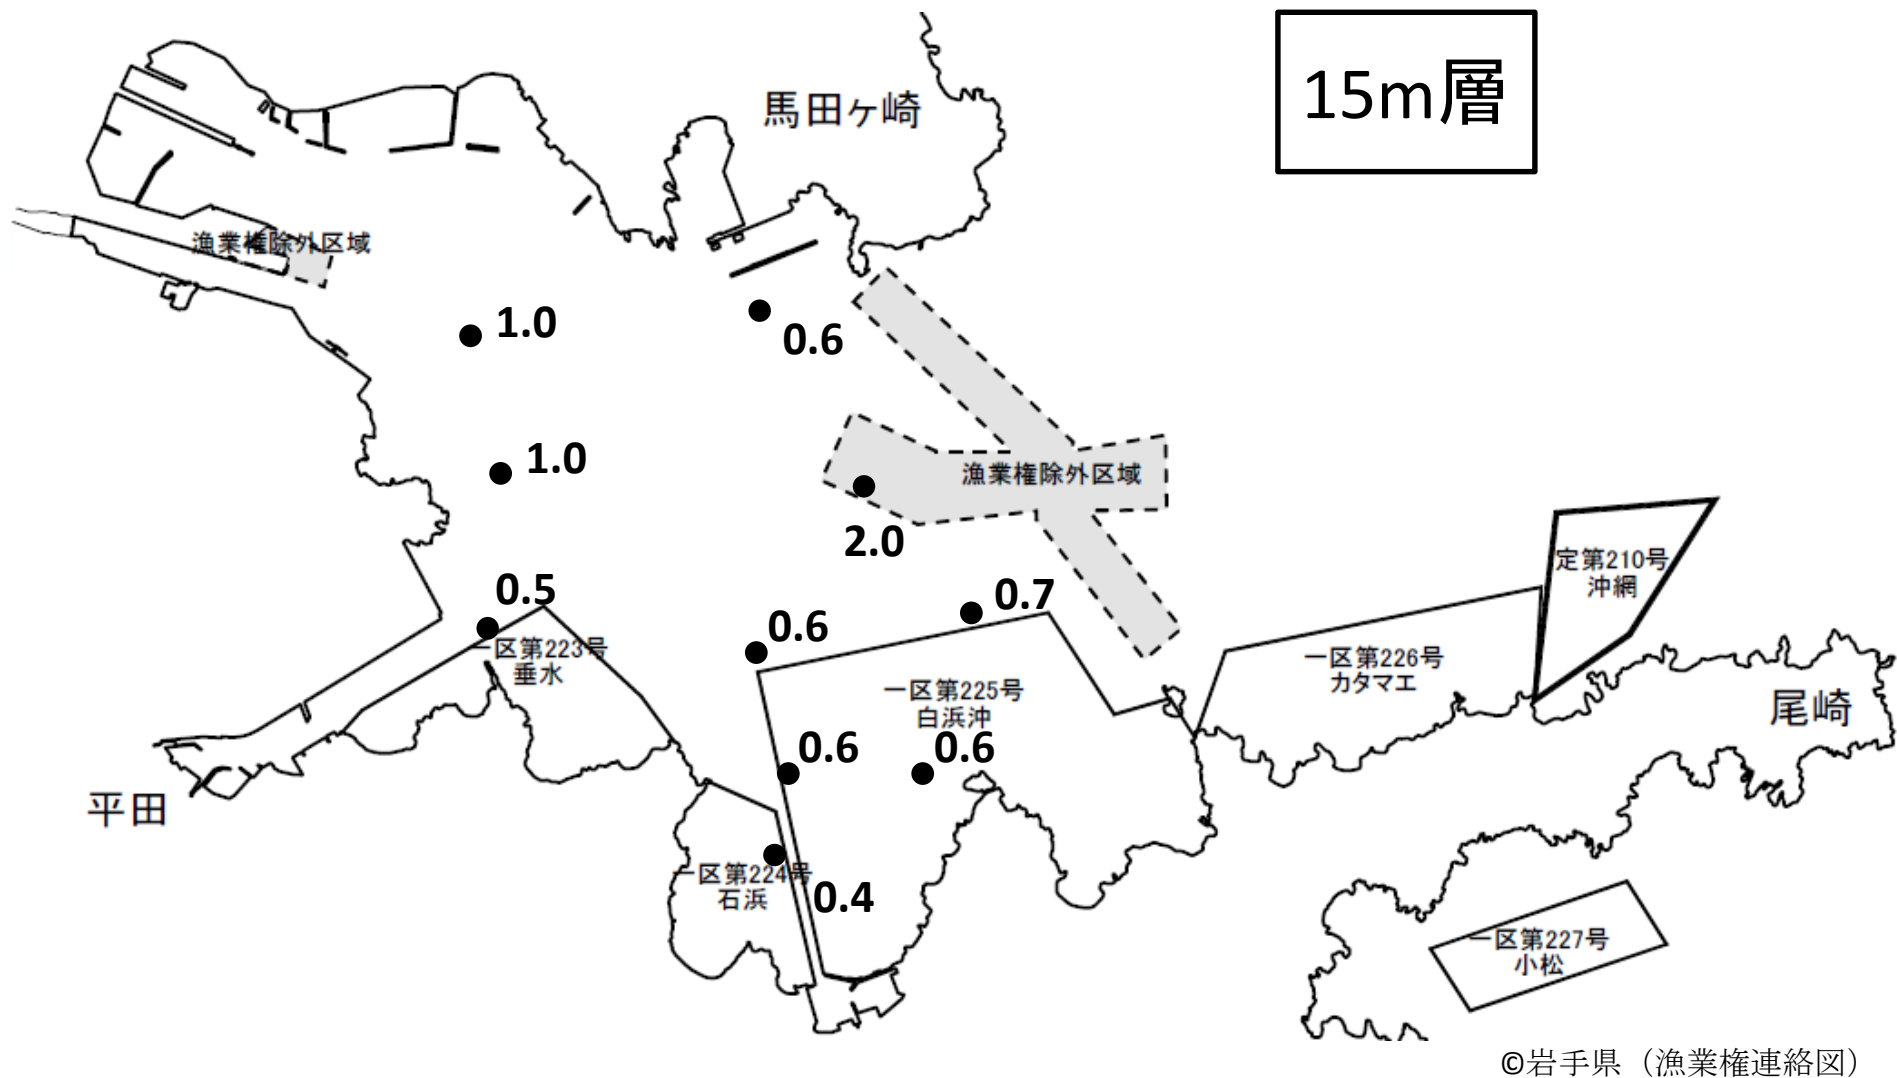 15m層
馬田ヶ崎
漁業権除外区域
1.0
0.6
1.0
漁業権除外区域
2.0
定第210号
沖網
0.5
0.6
0.7
一区第223号
垂水
一区第226号
カタマエ
一区第225号
白浜沖
尾崎
0.6
0.6
平田
一区第224号
石浜
0.4
一区第227号
小松
©岩手県（漁業権連絡図）